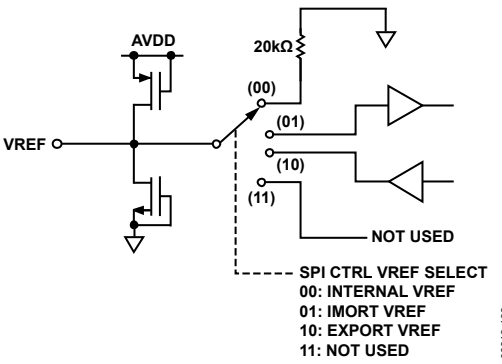 AVDD
20kΩ
(00)
(01)
VREF
(10)
(11)
NOT USED
SPI CTRL VREF SELECT
00: INTERNAL VREF
01: IMORT VREF
10: EXPORT VREF
11: NOT USED